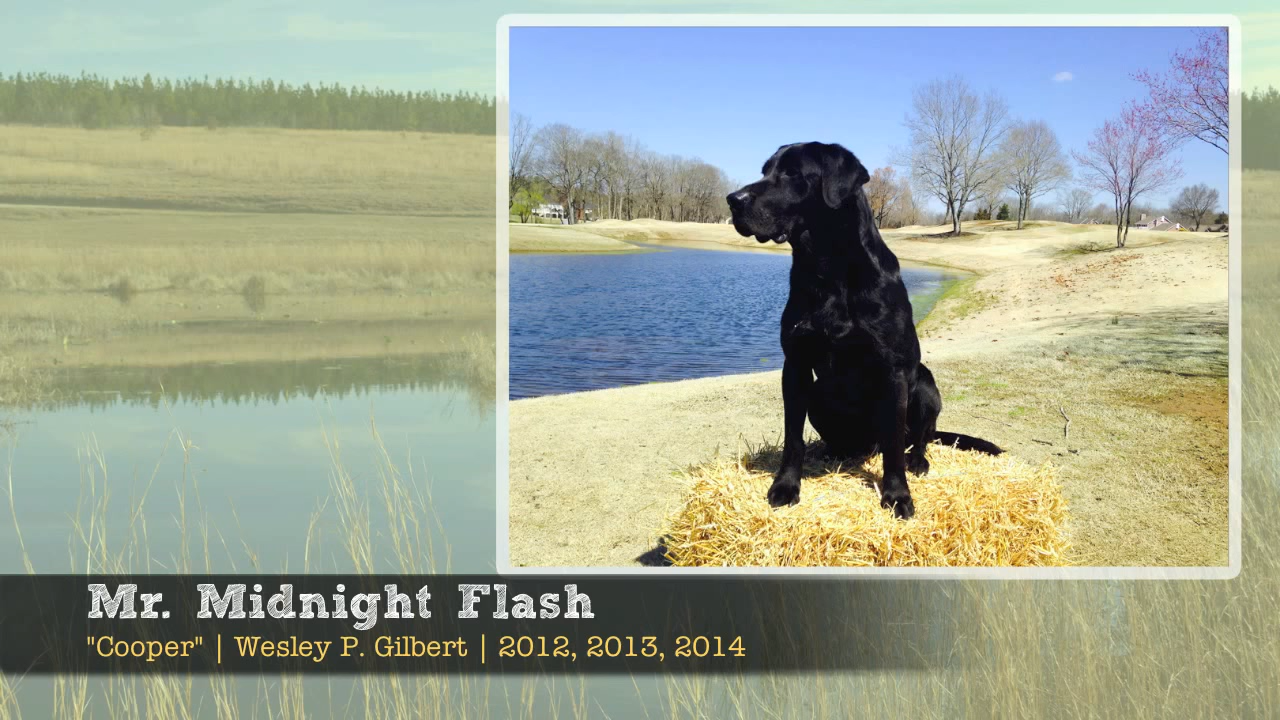 Mr. Midnight Flash
"Cooper" | Wesley P. Gilbert | 2012, 2013, 2014